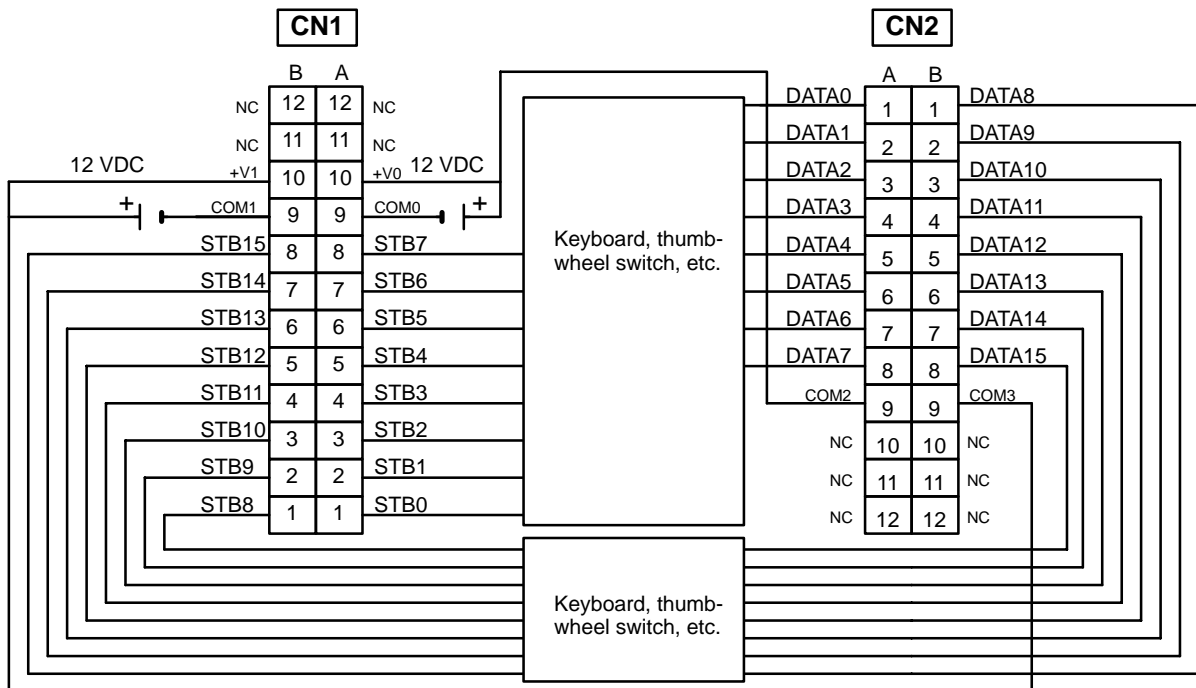 CN1
CN2
B A
A B
NC 12 12 NC
DATA0 1 1 DATA8
NC 11 11 NC
DATA1 2 2 DATA9
12 VDC +V1 10 10 +V0 12 VDC
DATA2 3 3 DATA10
+ COM1 9 9 COM0 +
DATA3 4 4 DATA11
STB15 8 8 STB7
Keyboard, thumb-
wheel switch, etc.
DATA4 5 5 DATA12
STB14 7 7 STB6
DATA5 6 6 DATA13
STB13 6 6 STB5
DATA6 7 7 DATA14
STB12 5 5 STB4
DATA7 8 8 DATA15
STB11 4 4 STB3
COM2 9 9 COM3
STB10 3 3 STB2
NC 10 10 NC
STB9 2 2 STB1
NC 11 11 NC
STB8 1 1 STB0
NC 12 12 NC
Keyboard, thumb-
wheel switch, etc.